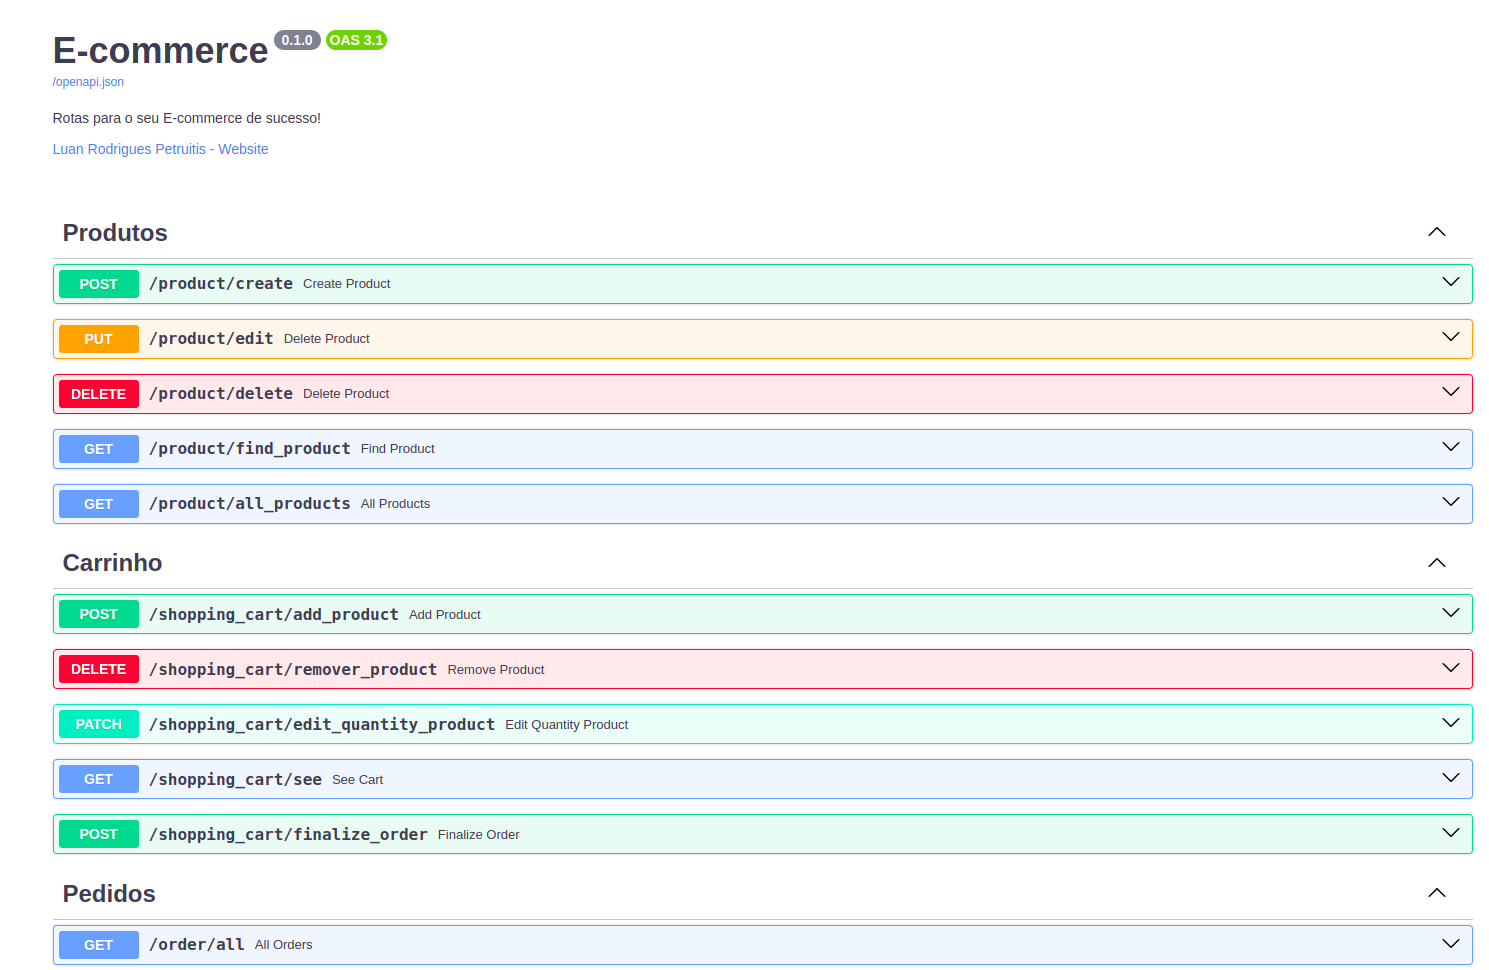 E-commerce 0.1.0 OAS 3.1
/openapi.json
Rotas para o seu E-commerce de sucesso!
Luan Rodrigues Petruitis - Website
Produtos
POST /product/create Create Product
PUT /product/edit Delete Product
DELETE /product/delete Delete Product
GET /product/find_product Find Product
GET /product/all_products All Products
Carrinho
POST /shopping_cart/add_product Add Product
DELETE /shopping_cart/remover_product Remove Product
PATCH /shopping_cart/edit_quantity_product Edit Quantity Product
GET /shopping_cart/see See Cart
POST /shopping_cart/finalize_order Finalize Order
Pedidos
GET /order/all All Orders